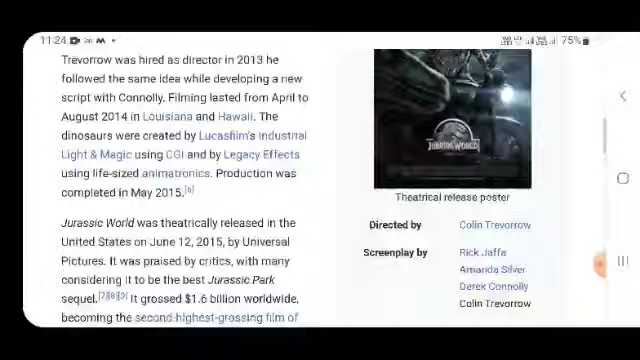 11:24
75%
Trevorrow was hired as director in 2013 he
followed the same idea while developing a new
script with Connolly. Filming lasted from April to
August 2014 in Louisiana and Hawaii. The
dinosaurs were created by Lucasfilm's Industrial
Light & Magic using CGI and by Legacy Effects
using life-sized animatronics. Production was
completed in May 2015.[6]
Jurassic World was theatrically released in the
United States on June 12, 2015, by Universal
Pictures. It was praised by critics, with many
considering it to be the best Jurassic Park
sequel.[7][8][9] It grossed $1.6 billion worldwide,
becoming the second-highest-grossing film of
JURASSIC WORLD
Theatrical release poster
Directed by Colin Trevorrow
Screenplay by Rick Jaffa
Amanda Silver
Derek Connolly
Colin Trevorrow